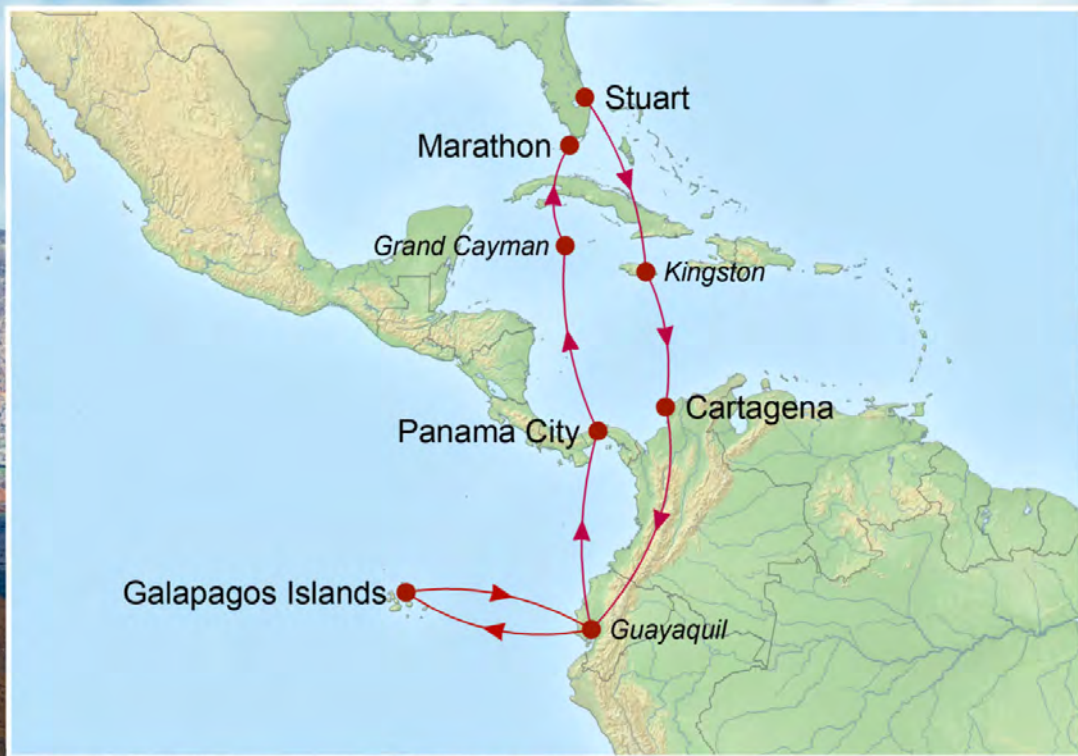 Stuart
Marathon
Grand Cayman
Kingston
Cartagena
Panama City
Galapagos Islands
Guayaquil